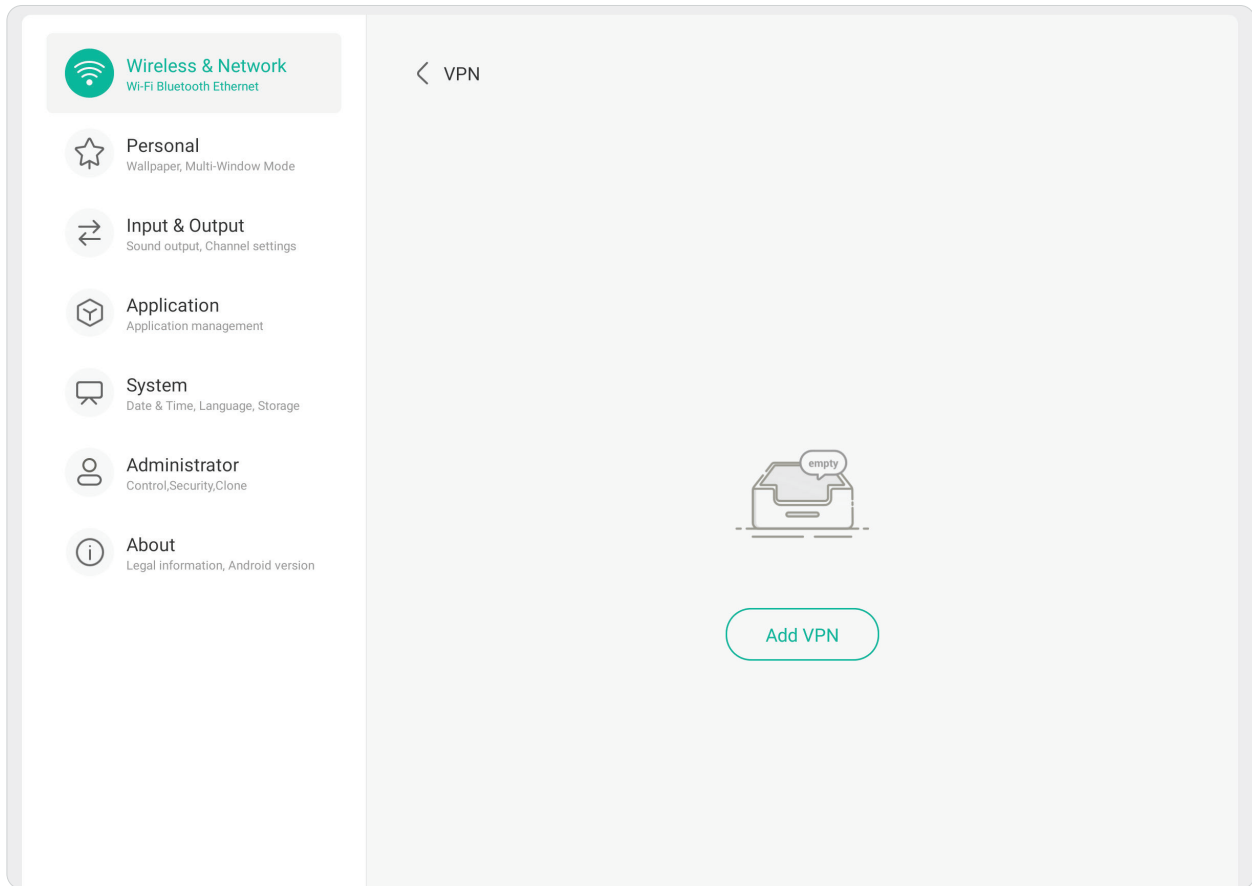 Wireless & Network
Wi-Fi Bluetooth Ethernet
Personal
Wallpaper, Multi-Window Mode
Input & Output
Sound output, Channel settings
Application
Application management
System
Date & Time, Language, Storage
Administrator
Control,Security,Clone
About
Legal information, Android version
VPN
empty
Add VPN